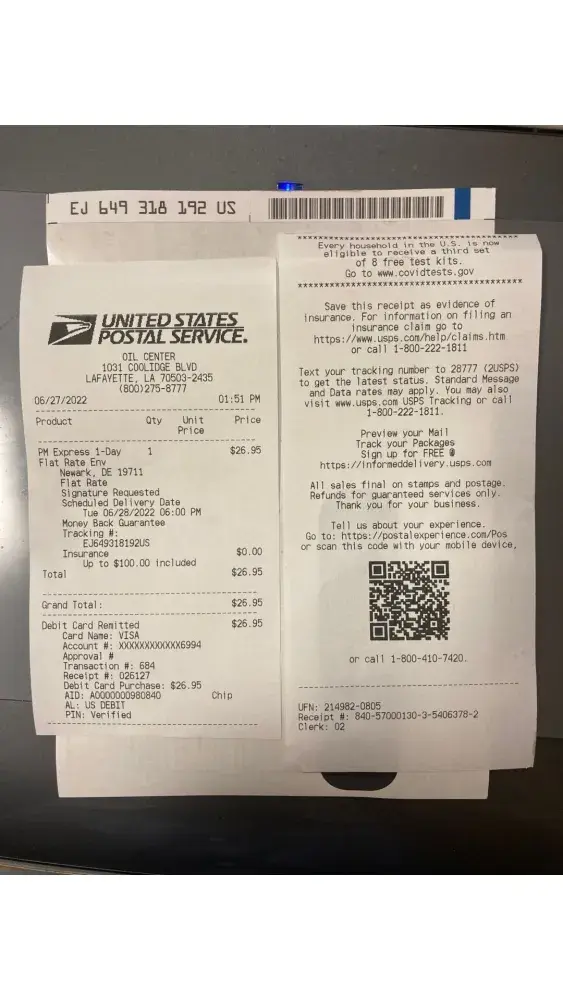 EJ 649 318 192 US
UNITED STATES
POSTAL SERVICE.
OIL CENTER
1031 COOLIDGE BLVD
LAFAYETTE, LA 70503-2435
(800)275-8777
06/27/2022 01:51 PM
Product Qty Unit Price
Price
PM Express 1-Day 1 $26.95
Flat Rate Env
Newark, DE 19711
Flat Rate
Signature Requested
Scheduled Delivery Date
Tue 06/28/2022 06:00 PM
Money Back Guarantee
Tracking #:
EJ649318192US
Insurance $0.00
Up to $100.00 included
Total $26.95
Grand Total: $26.95
Debit Card Remitted $26.95
Card Name: VISA
Account #: XXXXXXXXXXXX6994
Approval #
Transaction #: 684
Receipt #: 026127
Debit Card Purchase: $26.95
AID: A0000000980840 Chip
AL: US DEBIT
PIN: Verified
Every household in the U.S. is now
eligible to receive a third set
of 8 free test kits.
Go to www.covidtests.gov
Save this receipt as evidence of
insurance. For information on filing an
insurance claim go to
https://www.usps.com/help/claims.htm
or call 1-800-222-1811
Text your tracking number to 28777 (2USPS)
to get the latest status. Standard Message
and Data rates may apply. You may also
visit www.usps.com USPS Tracking or call
1-800-222-1811.
Preview your Mail
Track your Packages
Sign up for FREE @
https://informeddelivery.usps.com
All sales final on stamps and postage.
Refunds for guaranteed services only.
Thank you for your business.
Tell us about your experience.
Go to: https://postalexperience.com/Pos
or scan this code with your mobile device,
or call 1-800-410-7420.
UFN: 214982-0805
Receipt #: 840-57000130-3-5406378-2
Clerk: 02